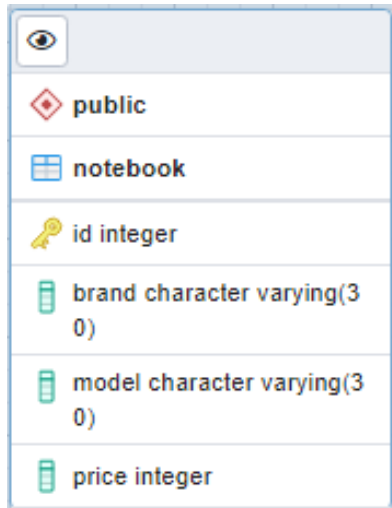 public
notebook
id integer
brand character varying(3
0)
model character varying(3
0)
price integer